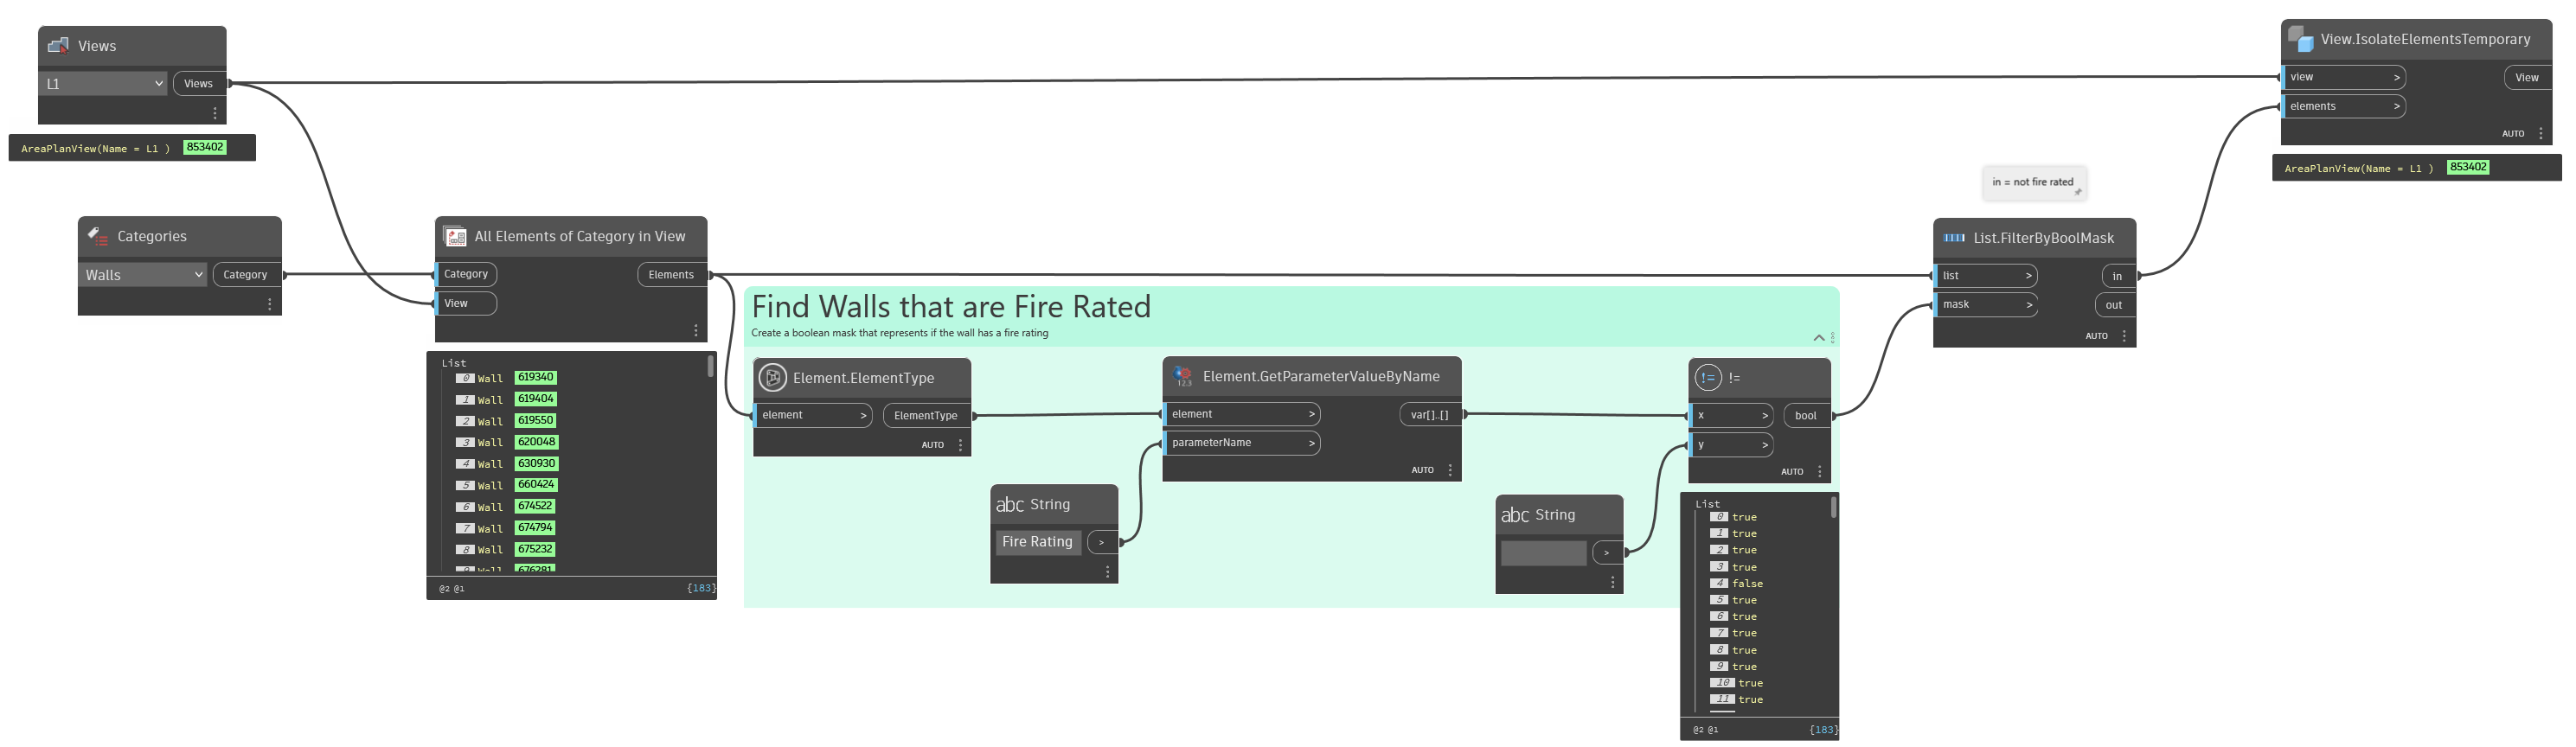 Views
L1
Views
AreaPlanView(Name = L1 ) 853402
Categories
Walls
Category
All Elements of Category in View
Category
Elements
View
List
0 Wall 619340
1 Wall 619404
2 Wall 619550
3 Wall 620048
4 Wall 630930
5 Wall 660424
6 Wall 674522
7 Wall 674794
8 Wall 675232
9 Wall 676281
@2 @1 {183}
Find Walls that are Fire Rated
Create a boolean mask that represents if the wall has a fire rating
Element.ElementType
element >
ElementType
AUTO
abc String
Fire Rating
>
Element.GetParameterValueByName
element >
var[]..[]
parameterName >
AUTO
abc String
>
!= !=
x >
bool
y >
AUTO
List
0 true
1 true
2 true
3 true
4 false
5 true
6 true
7 true
8 true
9 true
10 true
11 true
@2 @1 {183}
in = not fire rated
List.FilterByBoolMask
list >
in
mask >
out
AUTO
View.IsolateElementsTemporary
view >
View
elements >
AUTO
AreaPlanView(Name = L1 ) 853402